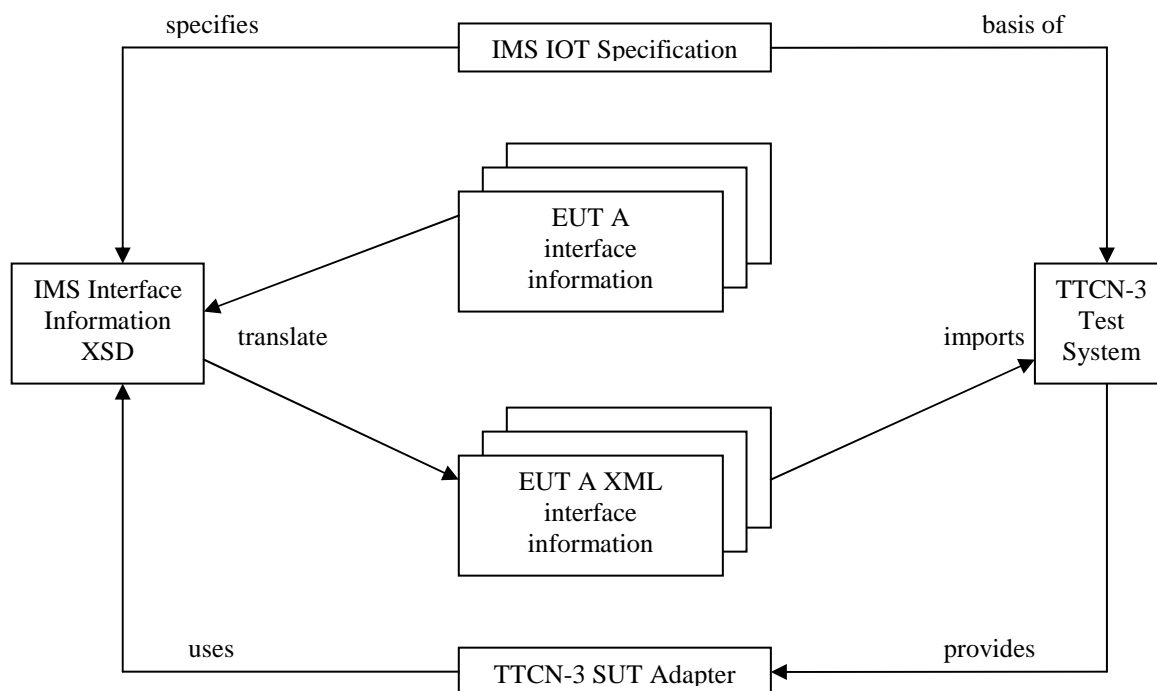 specifies
IMS IOT Specification
basis of
EUT A
interface
information
IMS Interface
Information
XSD
translate
imports
TTCN-3
Test
System
EUT A XML
interface
information
uses
TTCN-3 SUT Adapter
provides